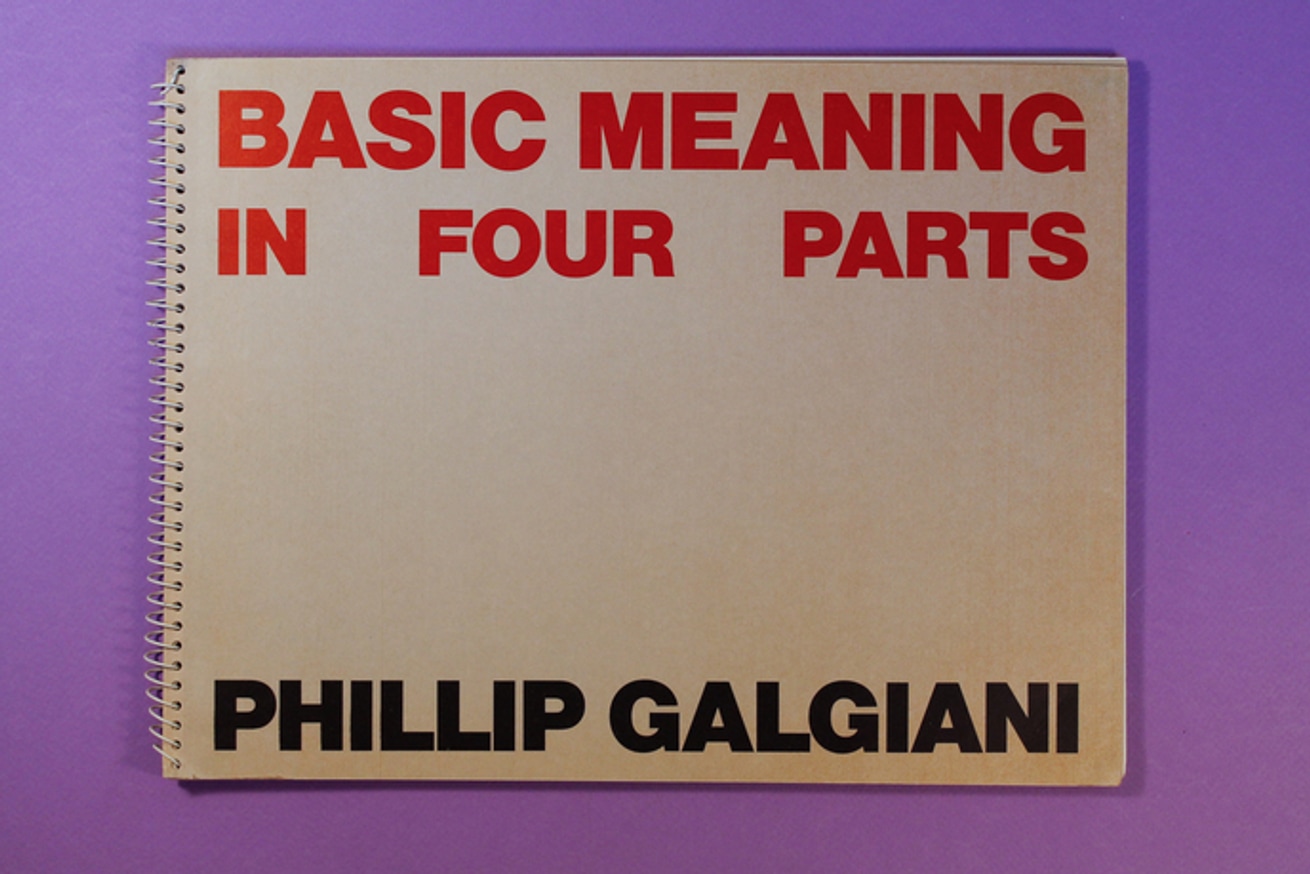 BASIC MEANING
IN FOUR PARTS
PHILLIP GALGIANI